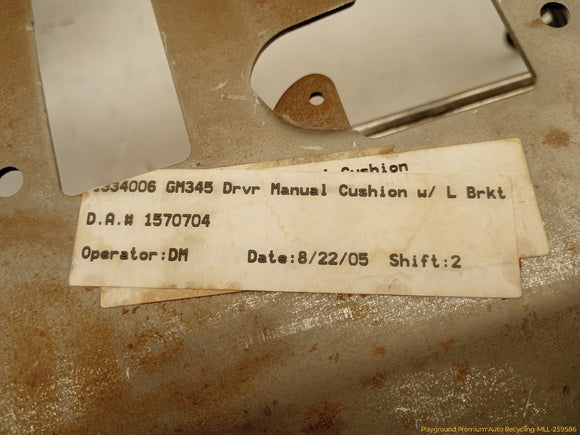 Cushion
334006 GM345 Drvr Manual Cushion w/ L Brkt
D.A.# 1570704
Operator:DM Date:8/22/05 Shift:2
Playground Premium Auto Recycling-MLL-259586